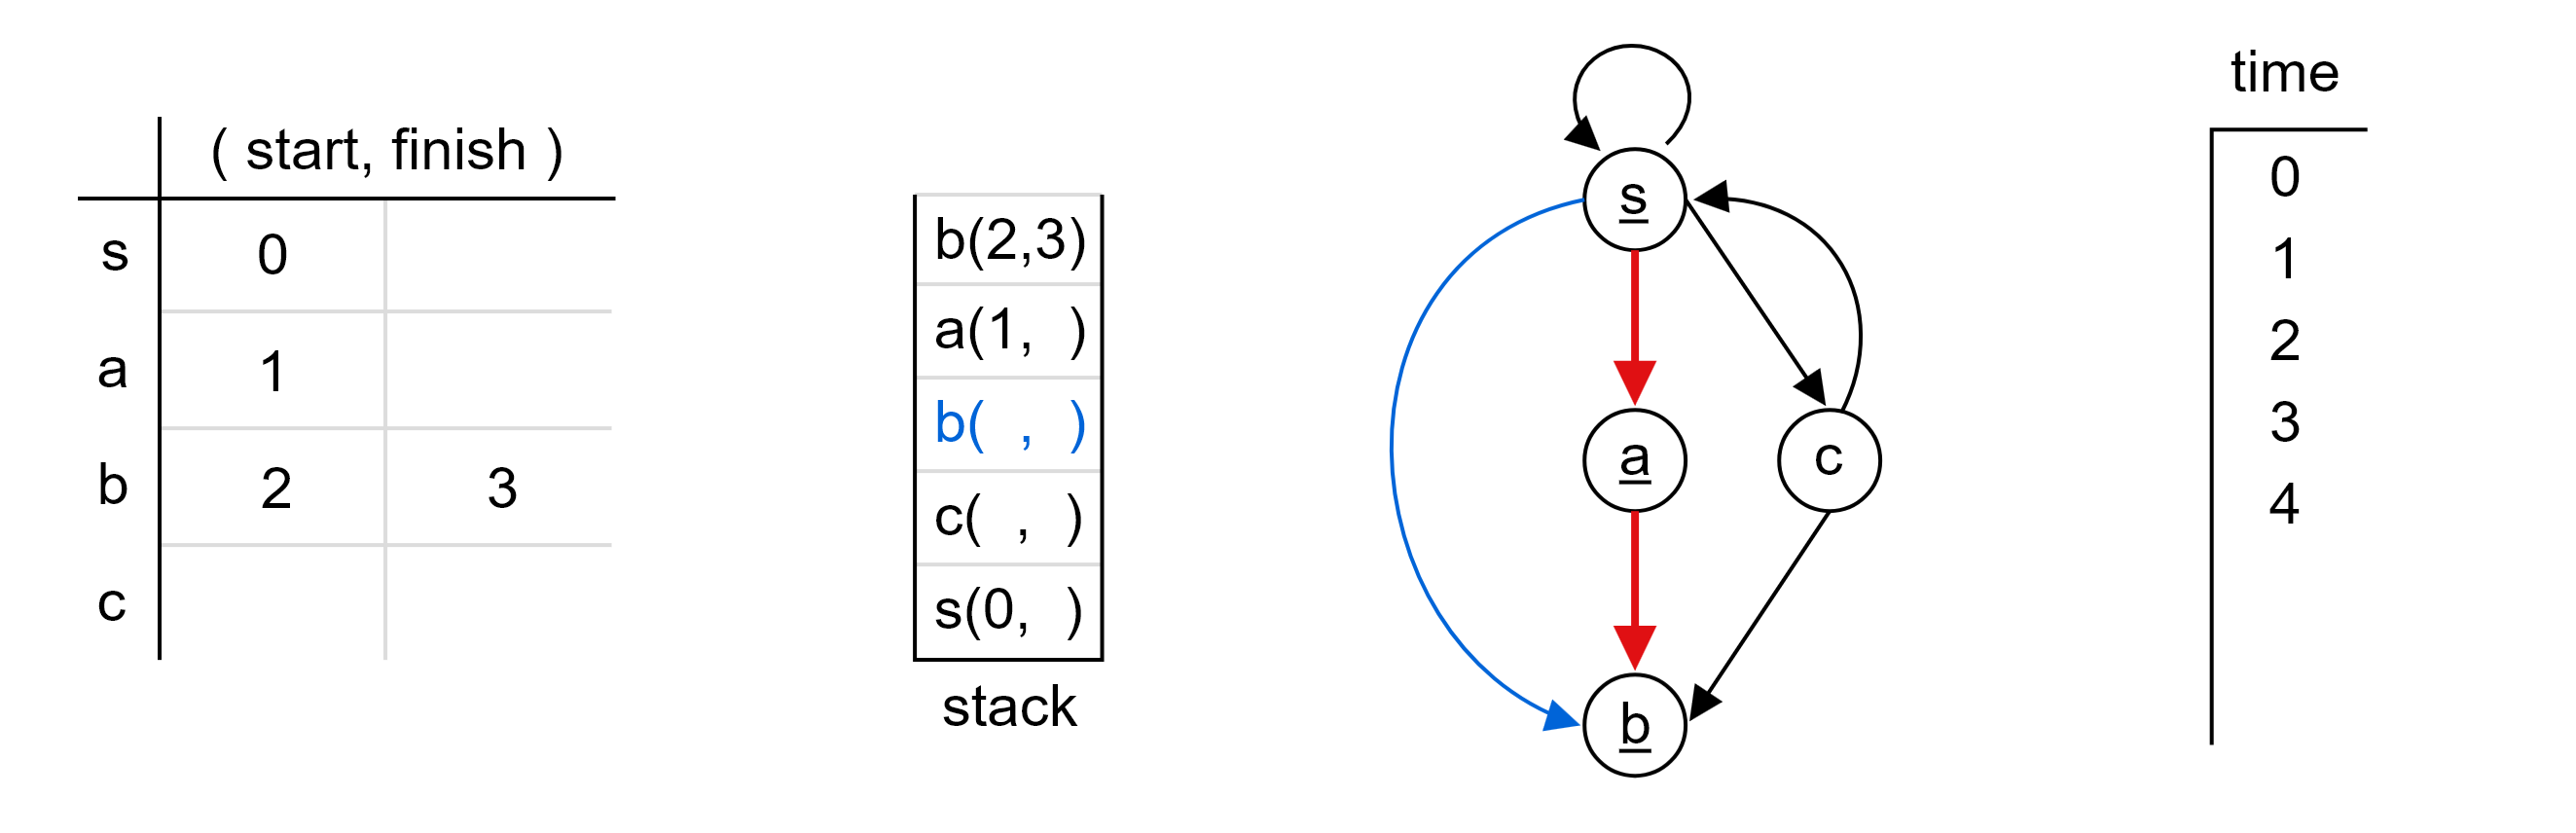 ( start, finish )
s 0
a 1
b 2 3
c
b(2,3)
a(1, )
b( , )
c( , )
s(0, )
stack
s
a
c
b
time
0
1
2
3
4